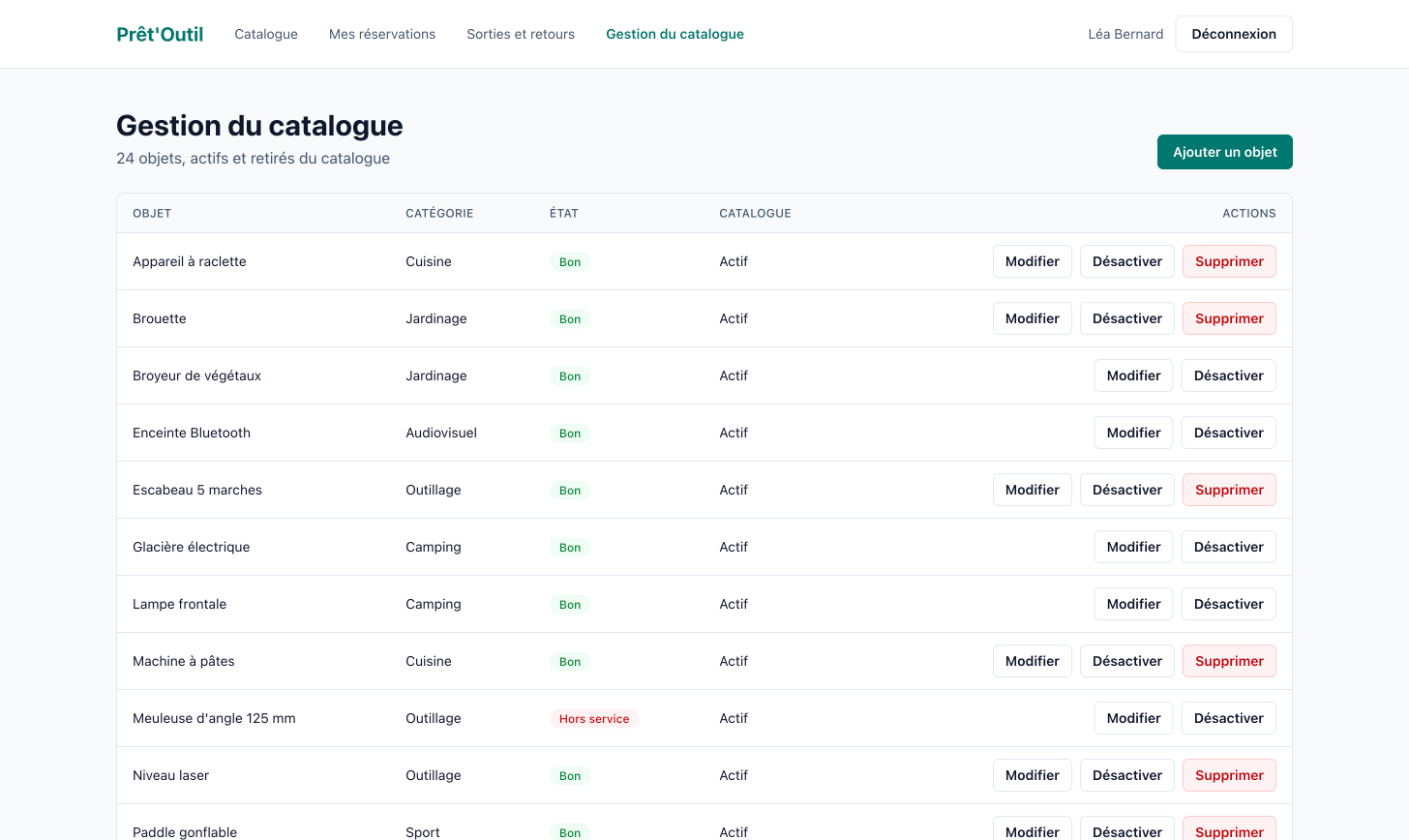 Prêt'Outil Catalogue Mes réservations Sorties et retours Gestion du catalogue Léa Bernard Déconnexion
Gestion du catalogue
24 objets, actifs et retirés du catalogue
Ajouter un objet
OBJET CATÉGORIE ÉTAT CATALOGUE ACTIONS
Appareil à raclette Cuisine Bon Actif Modifier Désactiver Supprimer
Brouette Jardinage Bon Actif Modifier Désactiver Supprimer
Broyeur de végétaux Jardinage Bon Actif Modifier Désactiver
Enceinte Bluetooth Audiovisuel Bon Actif Modifier Désactiver
Escabeau 5 marches Outillage Bon Actif Modifier Désactiver Supprimer
Glacière électrique Camping Bon Actif Modifier Désactiver
Lampe frontale Camping Bon Actif Modifier Désactiver
Machine à pâtes Cuisine Bon Actif Modifier Désactiver Supprimer
Meuleuse d'angle 125 mm Outillage Hors service Actif Modifier Désactiver
Niveau laser Outillage Bon Actif Modifier Désactiver Supprimer
Paddle gonflable Sport Bon Actif Modifier Désactiver Supprimer